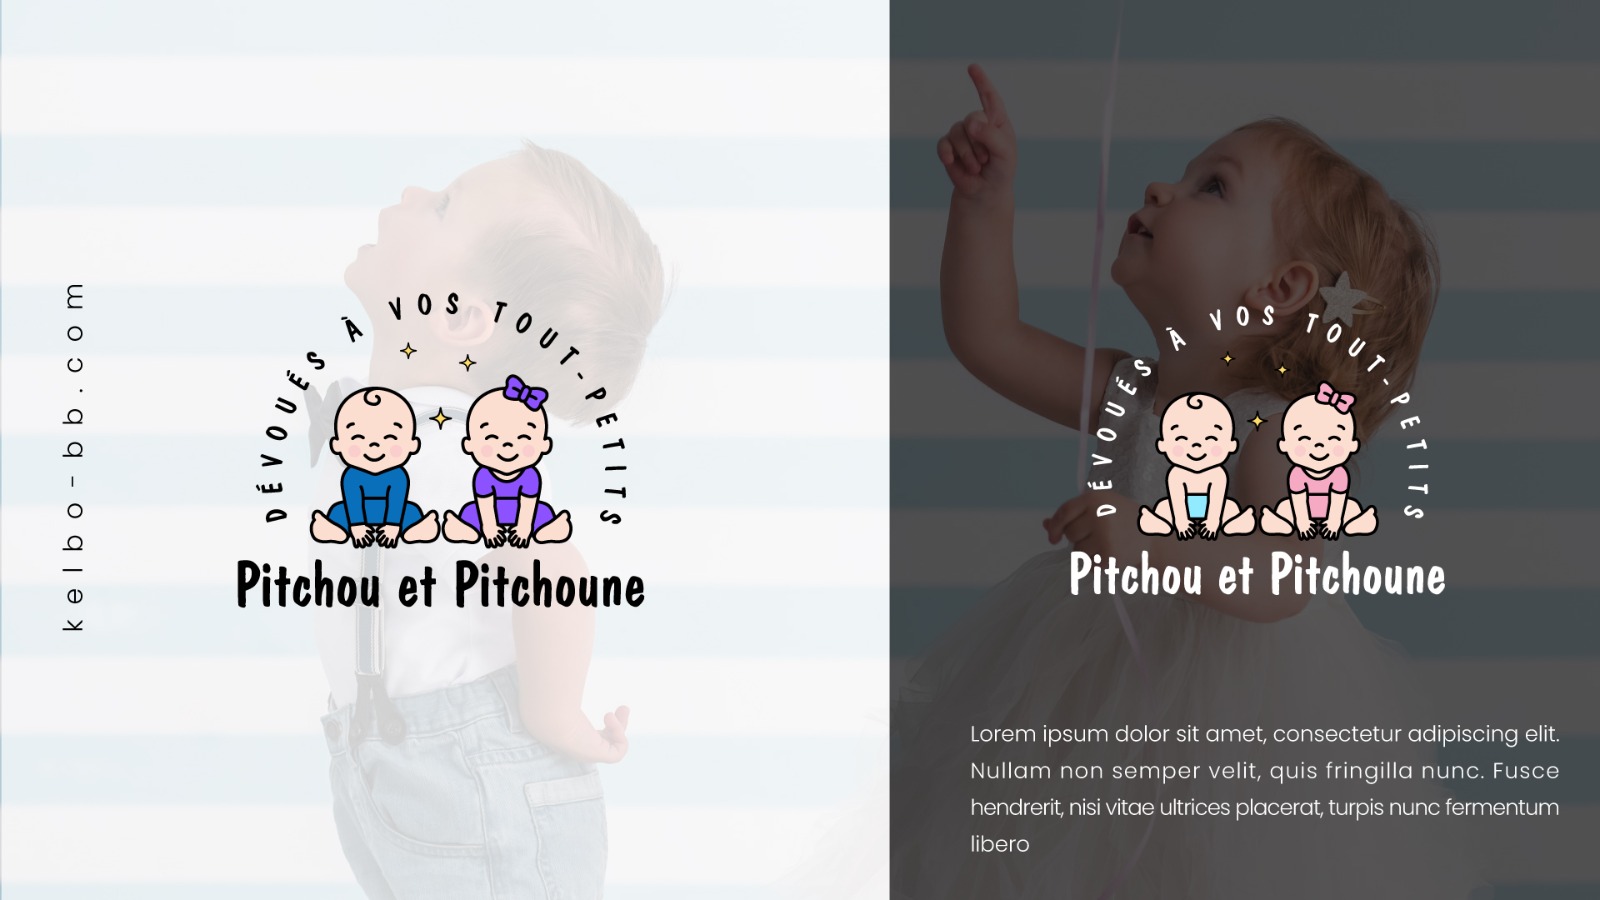 kelbo-bb.com
DÉVOUÉS À VOS TOUT-PETITS
Pitchou et Pitchoune
DÉVOUÉS À VOS TOUT-PETITS
Pitchou et Pitchoune
Lorem ipsum dolor sit amet, consectetur adipiscing elit.
Nullam non semper velit, quis fringilla nunc. Fusce
hendrerit, nisi vitae ultrices placerat, turpis nunc fermentum
libero